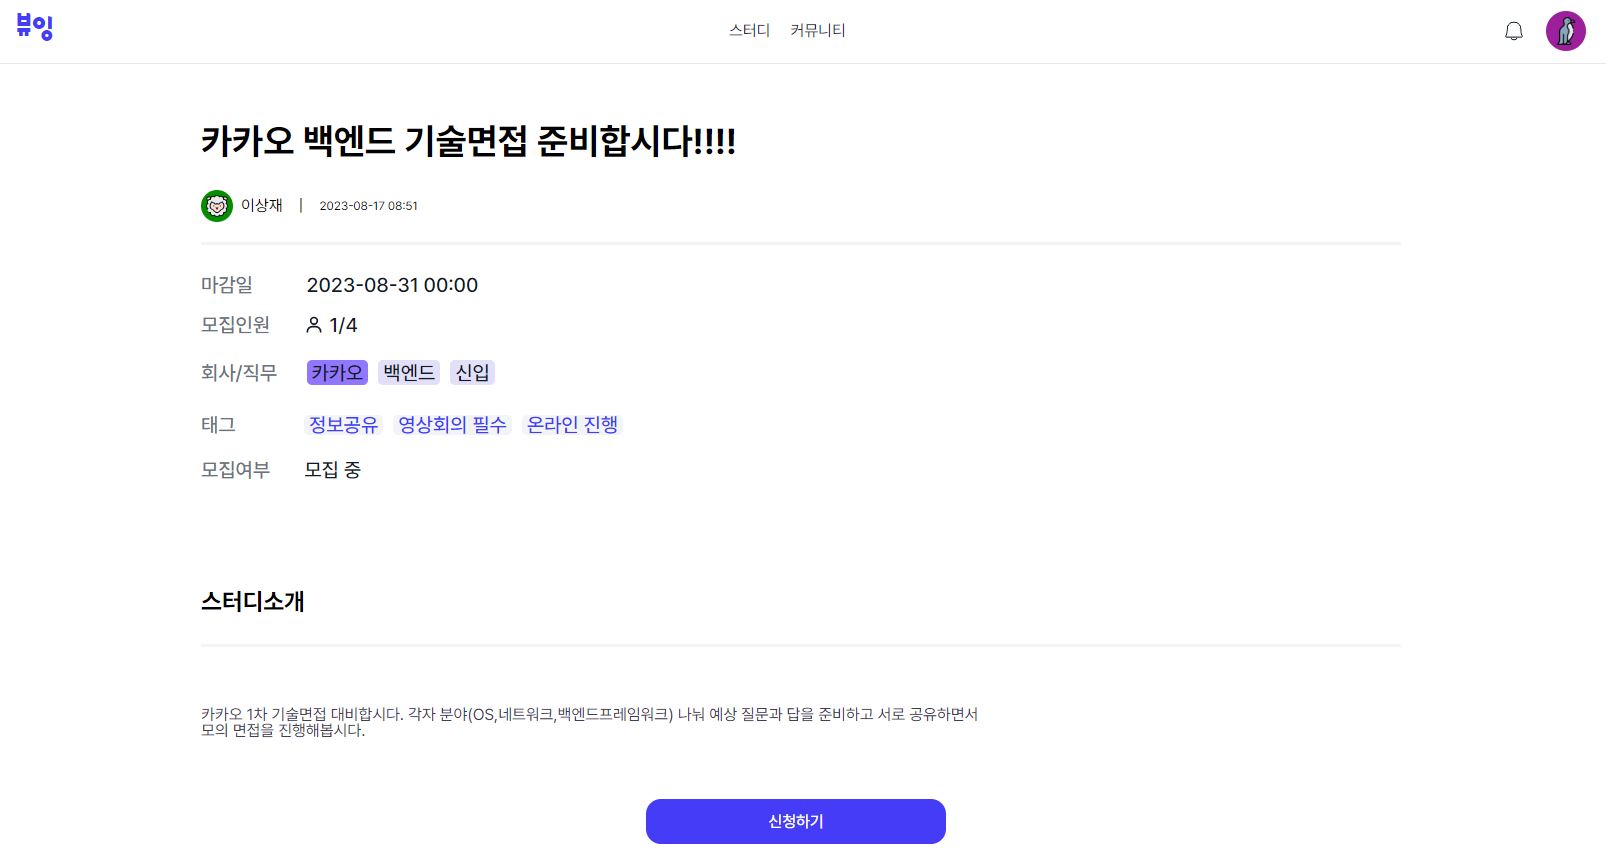 뷰잉
스터디 커뮤니티
카카오 백엔드 기술면접 준비합시다!!!!
이상재 | 2023-08-17 08:51
마감일 2023-08-31 00:00
모집인원 1/4
회사/직무 카카오 백엔드 신입
태그 정보공유 영상회의 필수 온라인 진행
모집여부 모집 중
스터디소개
카카오 1차 기술면접 대비합시다. 각자 분야(OS,네트워크,백엔드프레임워크) 나눠 예상 질문과 답을 준비하고 서로 공유하면서
모의 면접을 진행해봅시다.
신청하기